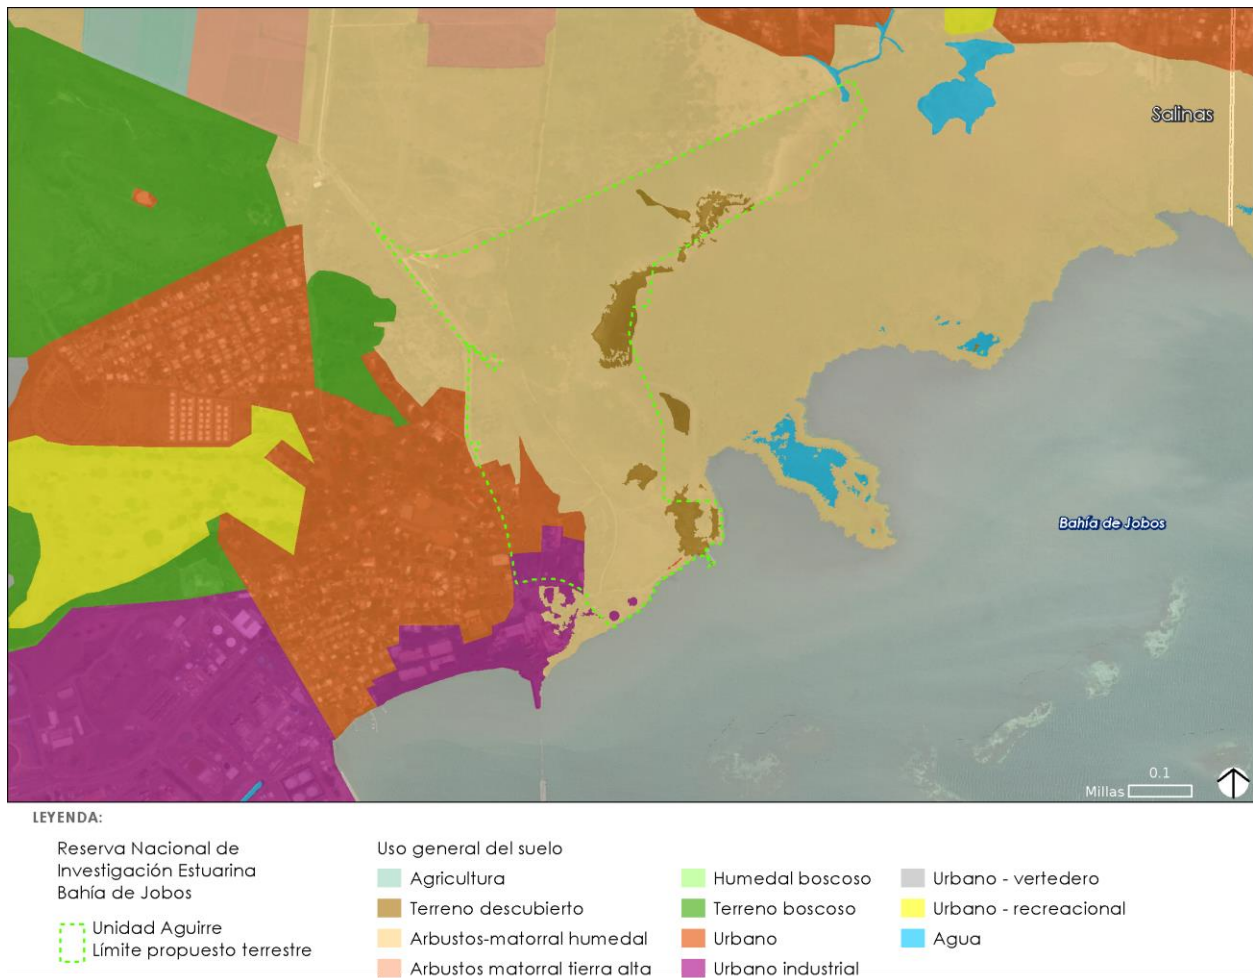 Salinas
Bahía de Jobos
0.1
Millas
LEYENDA:
Reserva Nacional de
Investigación Estuarina
Bahía de Jobos
Unidad Aguirre
Límite propuesto terrestre
Uso general del suelo
Agricultura
Terreno descubierto
Arbustos-matorral humedal
Arbustos matorral tierra alta
Humedal boscoso
Terreno boscoso
Urbano
Urbano industrial
Urbano - vertedero
Urbano - recreacional
Agua